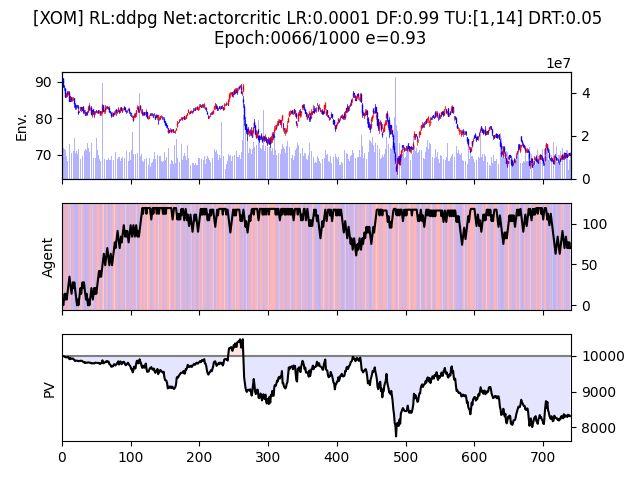 [XOM] RL:ddpg Net:actorcritic LR:0.0001 DF:0.99 TU:[1,14] DRT:0.05
Epoch:0066/1000 e=0.93
1e7
Env.
90
80
70
4
2
0
Agent
100
50
0
PV
10000
9000
8000
0 100 200 300 400 500 600 700